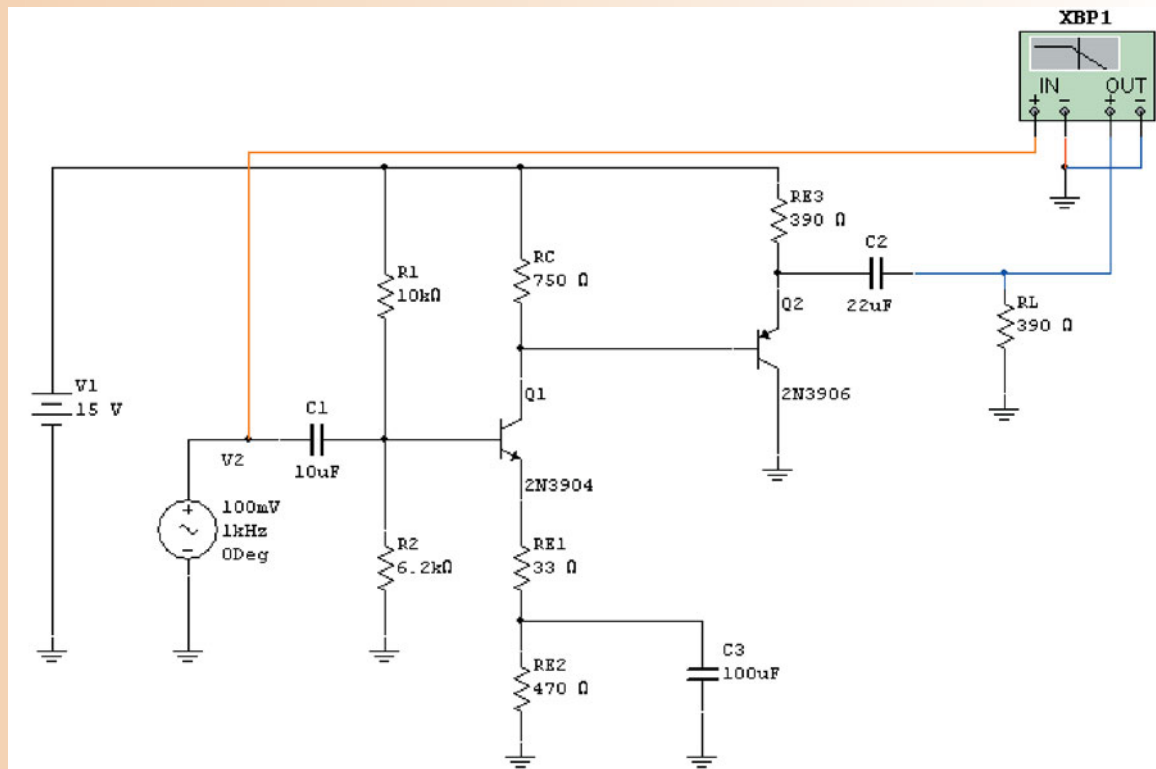 XBP1
IN
OUT
+
-
+
-
RE3
390 Ω
C2
22uF
RC
750 Ω
R1
10kΩ
Q2
RL
390 Ω
V1
15 V
C1
10uF
Q1
2N3906
V2
2N3904
100mV
1kHz
0Deg
+
-
R2
6.2kΩ
RE1
33 Ω
RE2
470 Ω
C3
100uF